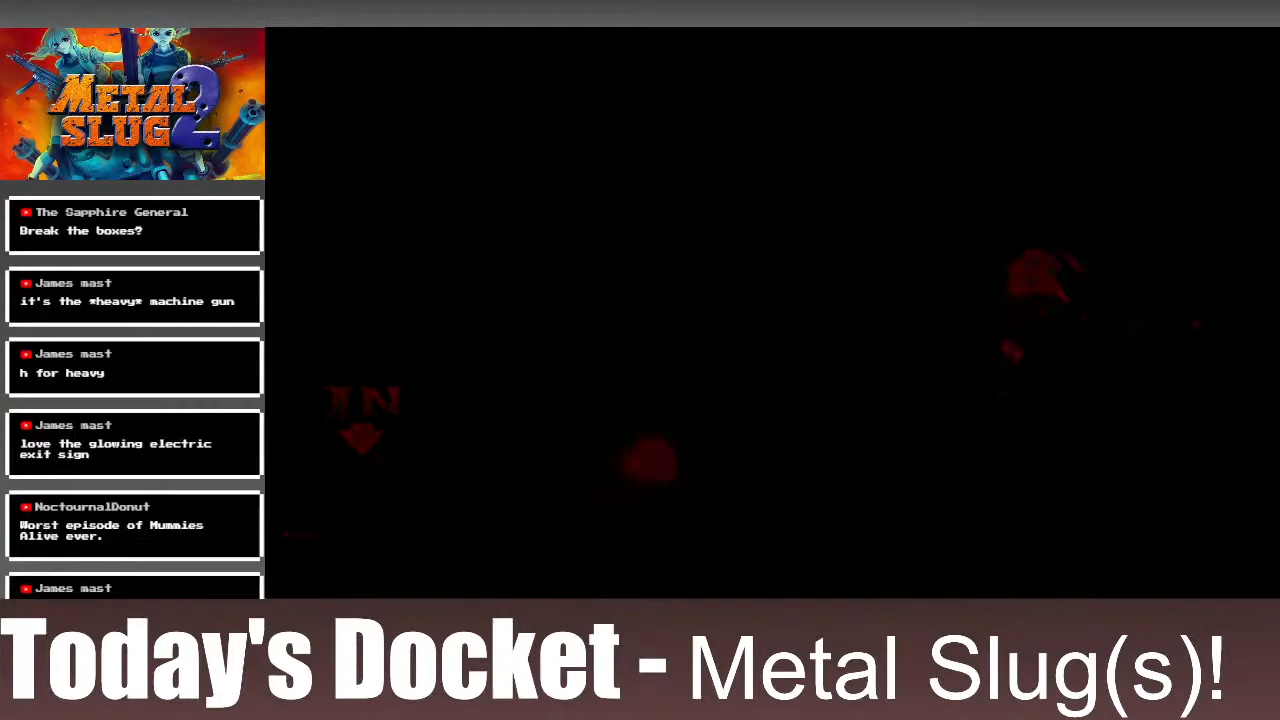 METAL
SLUG 2
The Sapphire General
Break the boxes?
James mast
it's the *heavy* machine gun
James mast
h for heavy
James mast
love the glowing electric
exit sign
NoctournalDonut
Worst episode of Mummies
Alive ever.
James mast
IN
Today's Docket - Metal Slug(s)!